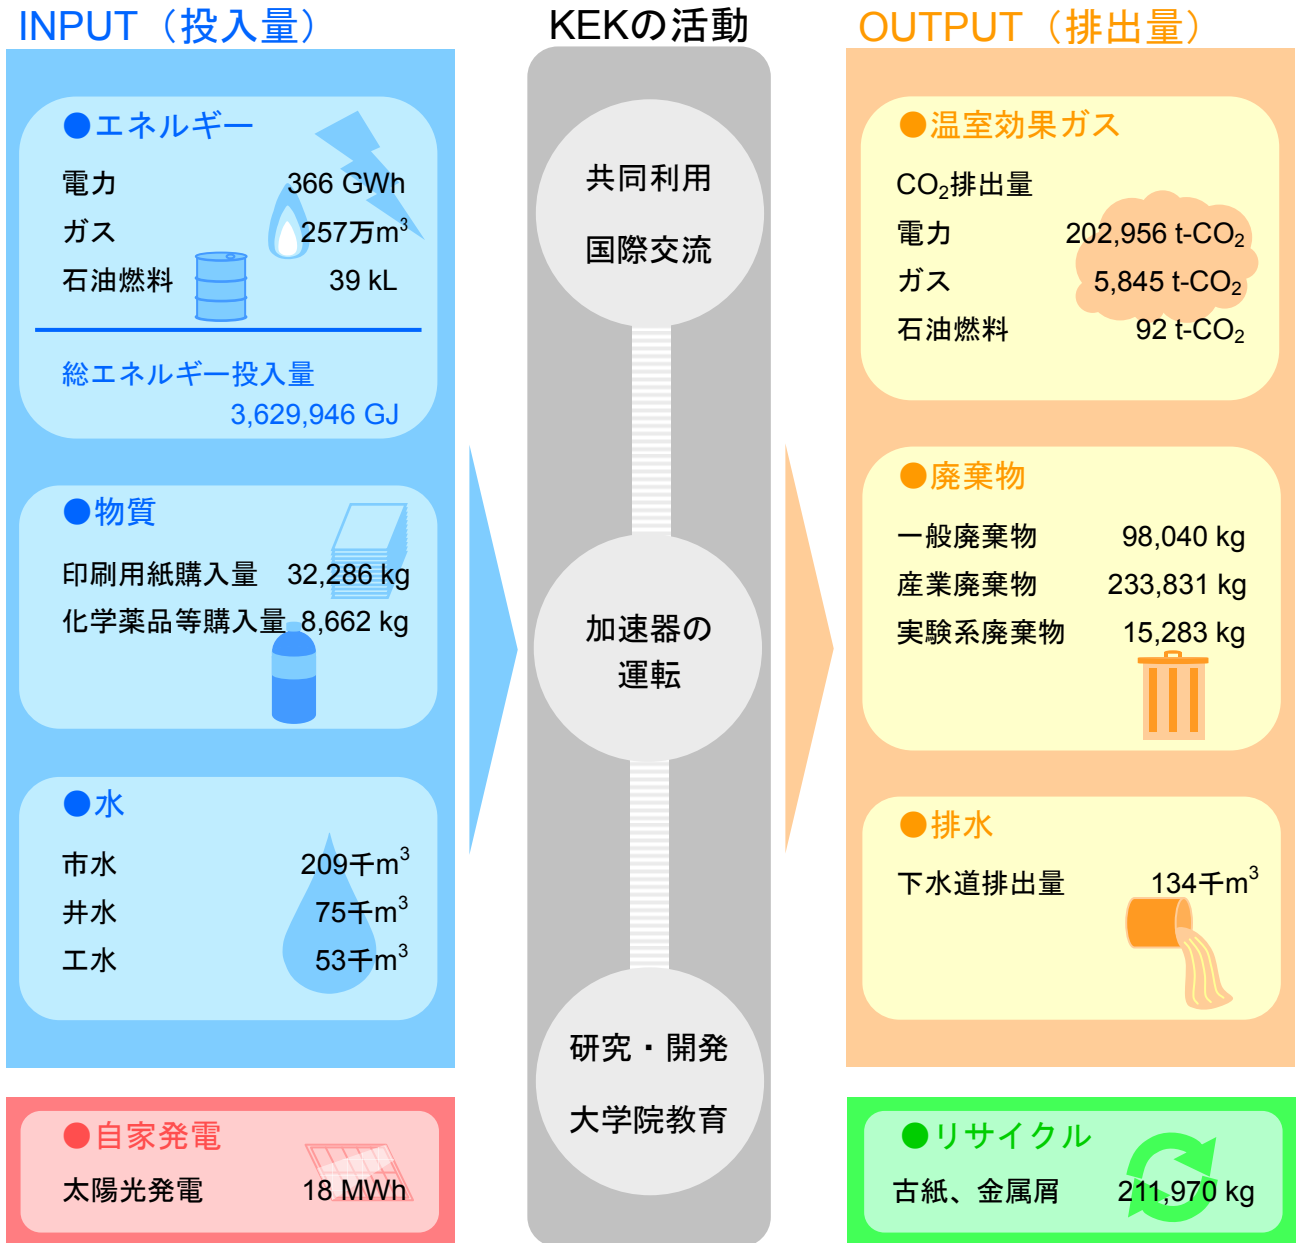 INPUT（投入量）
●エネルギー
電力 366 GWh
ガス 257万m³
石油燃料 39 kL
総エネルギー投入量
3,629,946 GJ
●物質
印刷用紙購入量 32,286 kg
化学薬品等購入量 8,662 kg
●水
市水 209千m³
井水 75千m³
工水 53千m³
●自家発電
太陽光発電 18 MWh
KEKの活動
共同利用
国際交流
加速器の
運転
研究・開発
大学院教育
OUTPUT（排出量）
●温室効果ガス
CO₂排出量
電力 202,956 t-CO₂
ガス 5,845 t-CO₂
石油燃料 92 t-CO₂
●廃棄物
一般廃棄物 98,040 kg
産業廃棄物 233,831 kg
実験系廃棄物 15,283 kg
●排水
下水道排出量 134千m³
●リサイクル
古紙、金属屑 211,970 kg